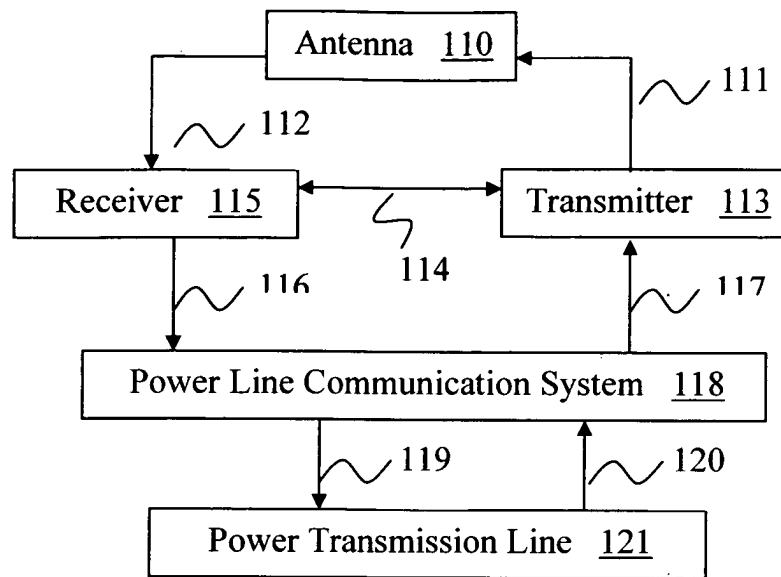 Antenna 110
111
112
Receiver 115
Transmitter 113
114
116
117
Power Line Communication System 118
119
120
Power Transmission Line 121